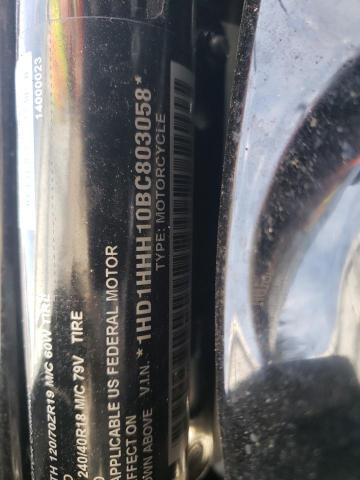 14000023
TH 120/70ZR19 M/C 60W TIRE
240/40R18 M/C 79V TIRE
APPLICABLE US FEDERAL MOTOR
EFFECT ON
OWN ABOVE V.I.N. *1HD1HHH10BC803058*
TYPE: MOTORCYCLE